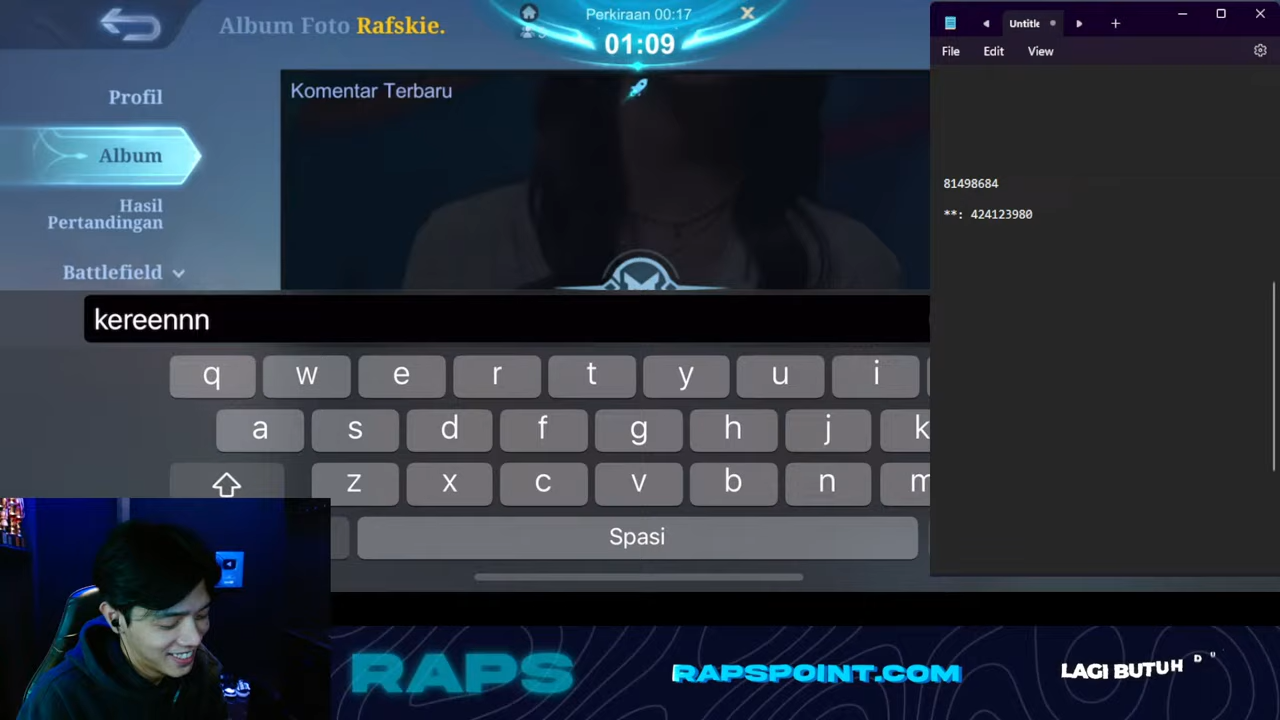 Album Foto Rafskie.
Perkiraan 00:17
01:09
Profil
Album
Hasil
Pertandingan
Battlefield
Komentar Terbaru
kereennn
q w e r t y u i
a s d f g h j k
z x c v b n m
Spasi
Untitle
File Edit View
81498684
**: 424123980
RAPS
RAPSPOINT.COM
LAGI BUTUH D U